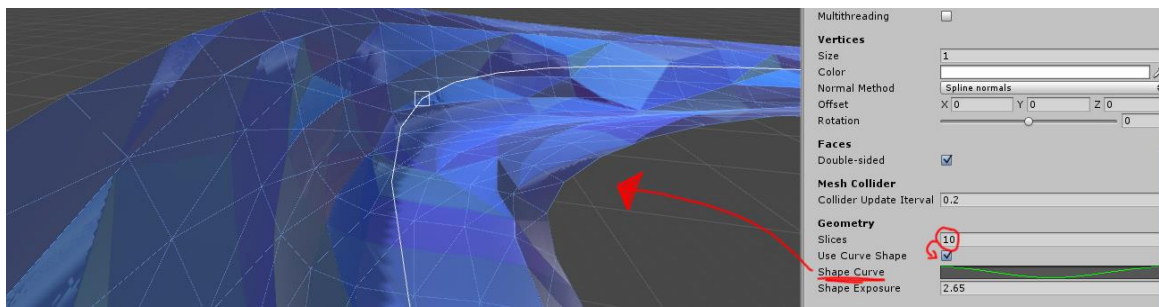 Multithreading
Vertices
Size 1
Color
Normal Method Spline normals
Offset X 0 Y 0 Z 0
Rotation 0
Faces
Double-sided
Mesh Collider
Collider Update Iterval 0.2
Geometry
Slices 10
Use Curve Shape
Shape Curve
Shape Exposure 2.65